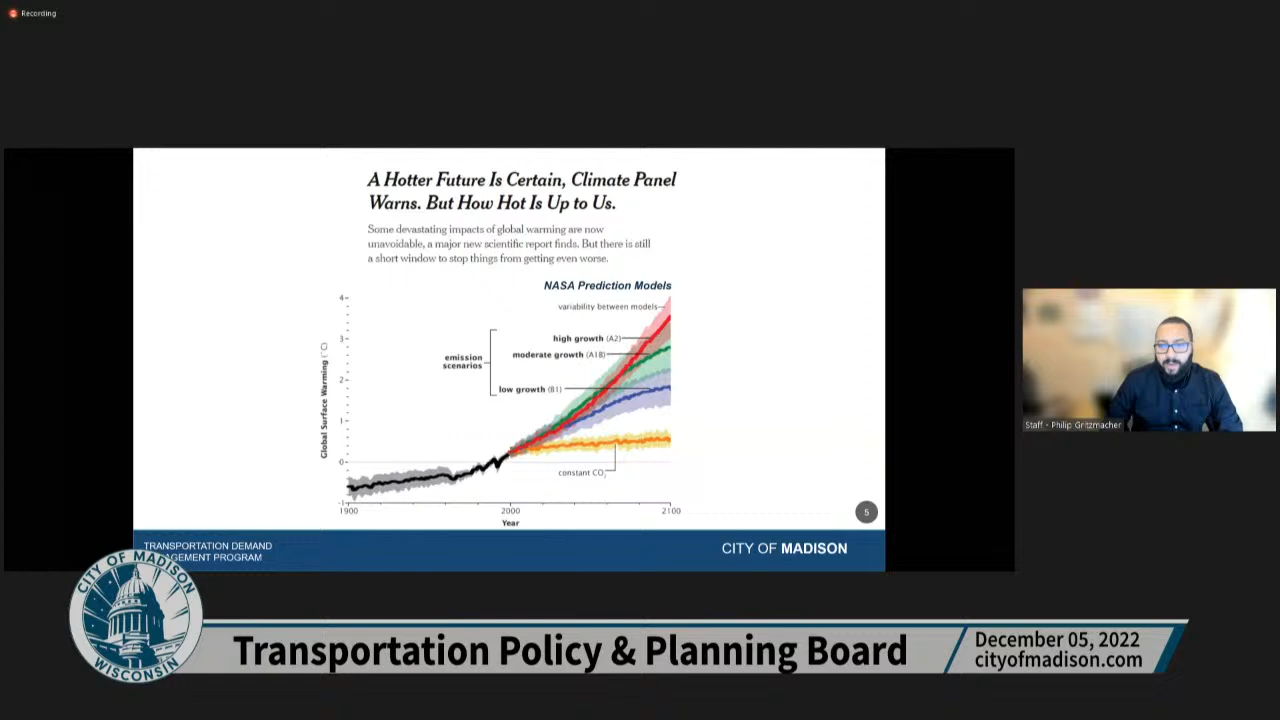 Recording
A Hotter Future Is Certain, Climate Panel
Warns. But How Hot Is Up to Us.
Some devastating impacts of global warming are now
unavoidable, a major new scientific report finds. But there is still
a short window to stop things from getting even worse.
NASA Prediction Models
variability between models
high growth (A2)
emission
scenarios
moderate growth (A1B)
low growth (B1)
constant CO2
Global Surface Warming (°C)
4
3
2
1
0
-1
1900
2000
2100
Year
5
Staff - Philip Gritzmacher
TRANSPORTATION DEMAND
AGEMENT PROGRAM
CITY OF MADISON
CITY OF MADISON
WISCONSIN
Transportation Policy & Planning Board
December 05, 2022
cityofmadison.com